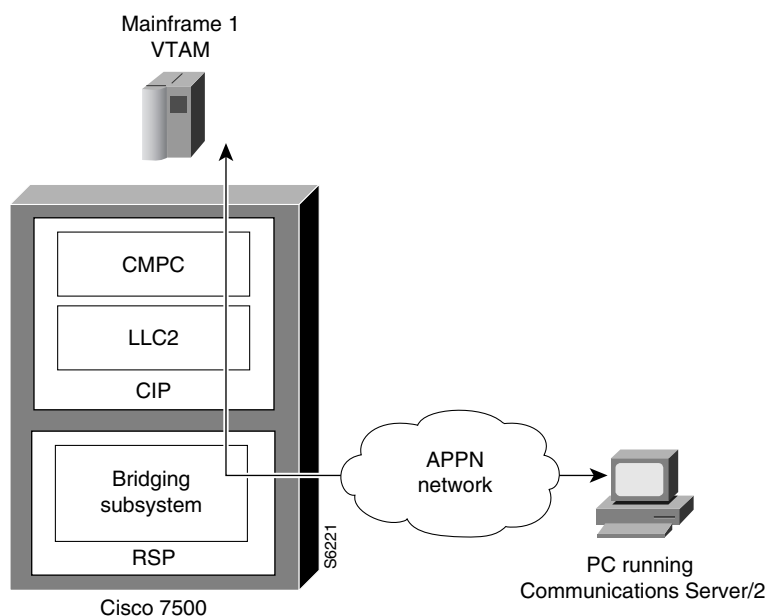 Mainframe 1
VTAM
CMPC
LLC2
CIP
Bridging
subsystem
RSP
S6221
Cisco 7500
APPN
network
PC running
Communications Server/2